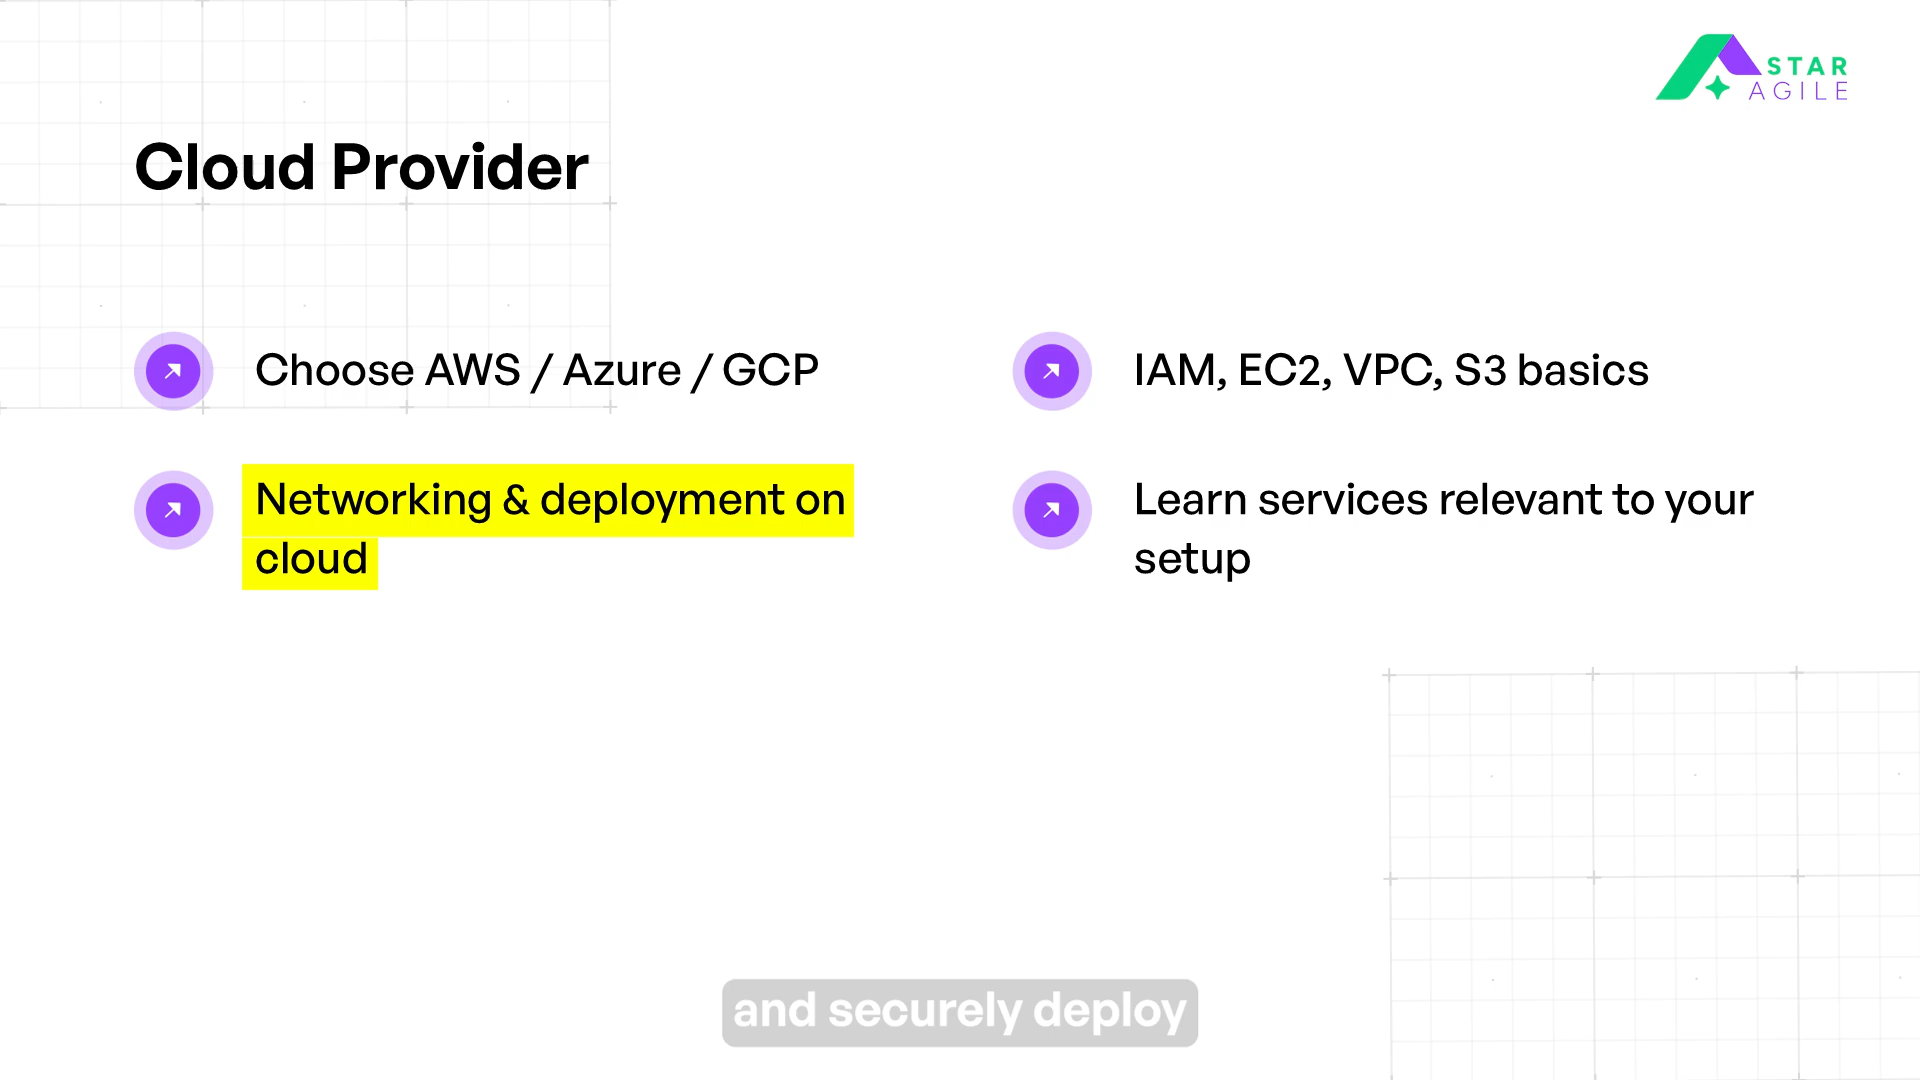 STAR
AGILE
Cloud Provider
Choose AWS / Azure / GCP
IAM, EC2, VPC, S3 basics
Networking & deployment on
cloud
Learn services relevant to your
setup
and securely deploy